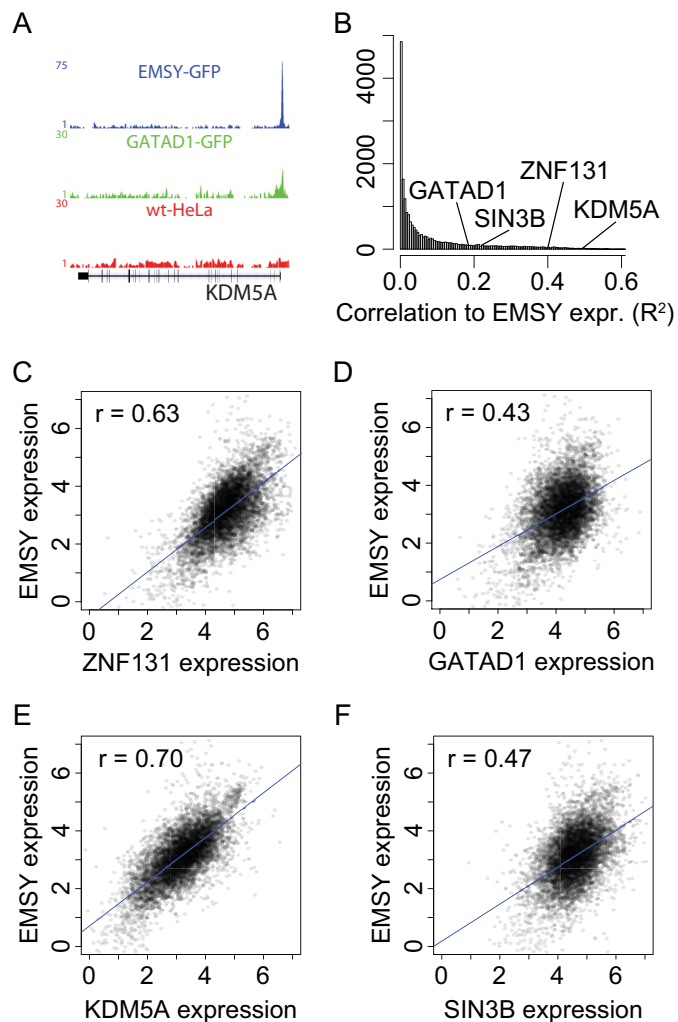 A
75
EMSY-GFP
1
30
GATAD1-GFP
1
30
wt-HeLa
1
KDM5A
B
4000
2000
0
GATAD1
SIN3B
ZNF131
KDM5A
0.0 0.2 0.4 0.6
Correlation to EMSY expr. (R²)
C
r = 0.63
EMSY expression
0 2 4 6
0 2 4 6
ZNF131 expression
D
r = 0.43
EMSY expression
0 2 4 6
0 2 4 6
GATAD1 expression
E
r = 0.70
EMSY expression
0 2 4 6
0 2 4 6
KDM5A expression
F
r = 0.47
EMSY expression
0 2 4 6
0 2 4 6
SIN3B expression